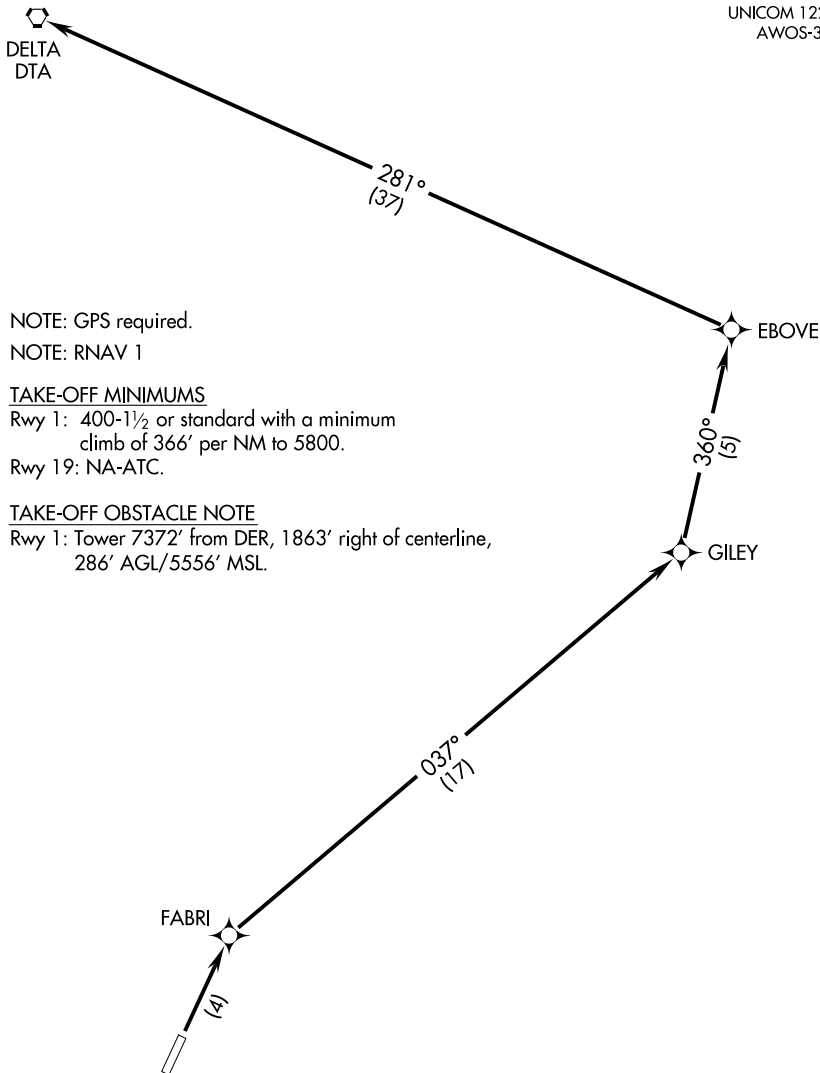 DELTA
DTA
UNICOM 122
AWOS-3
281°
(37)
NOTE: GPS required.
NOTE: RNAV 1
EBOVE
TAKE-OFF MINIMUMS
Rwy 1: 400-1½ or standard with a minimum
climb of 366' per NM to 5800.
Rwy 19: NA-ATC.
360°
(5)
TAKE-OFF OBSTACLE NOTE
Rwy 1: Tower 7372' from DER, 1863' right of centerline,
286' AGL/5556' MSL.
GILEY
037°
(17)
FABRI
(4)